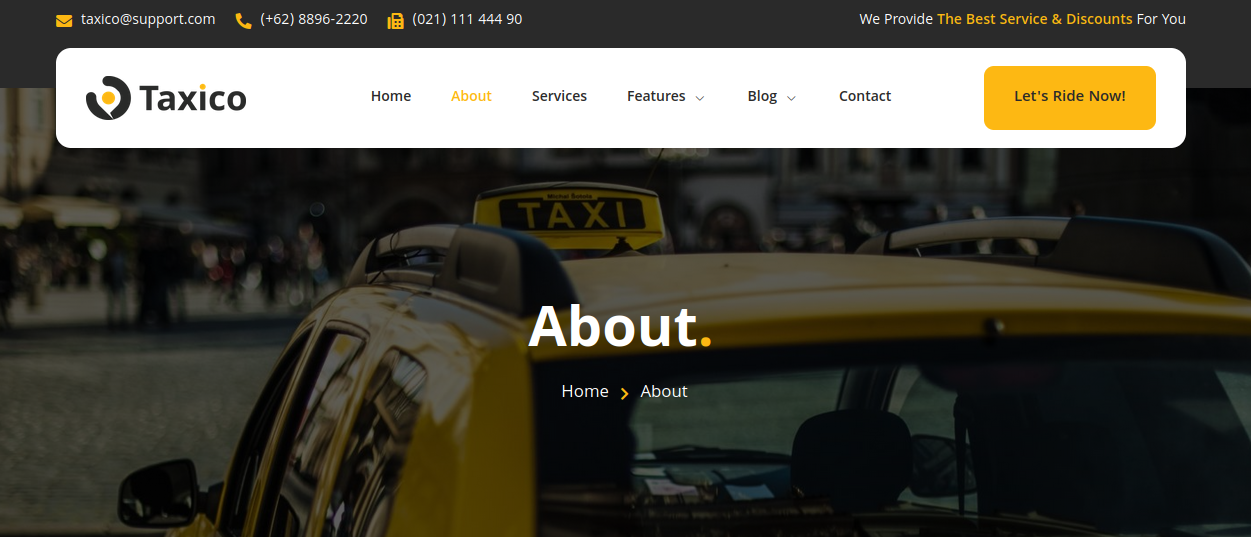 taxico@support.com (+62) 8896-2220 (021) 111 444 90 We Provide The Best Service & Discounts For You
Taxico Home About Services Features Blog Contact Let's Ride Now!
TAXI
About.
Home > About